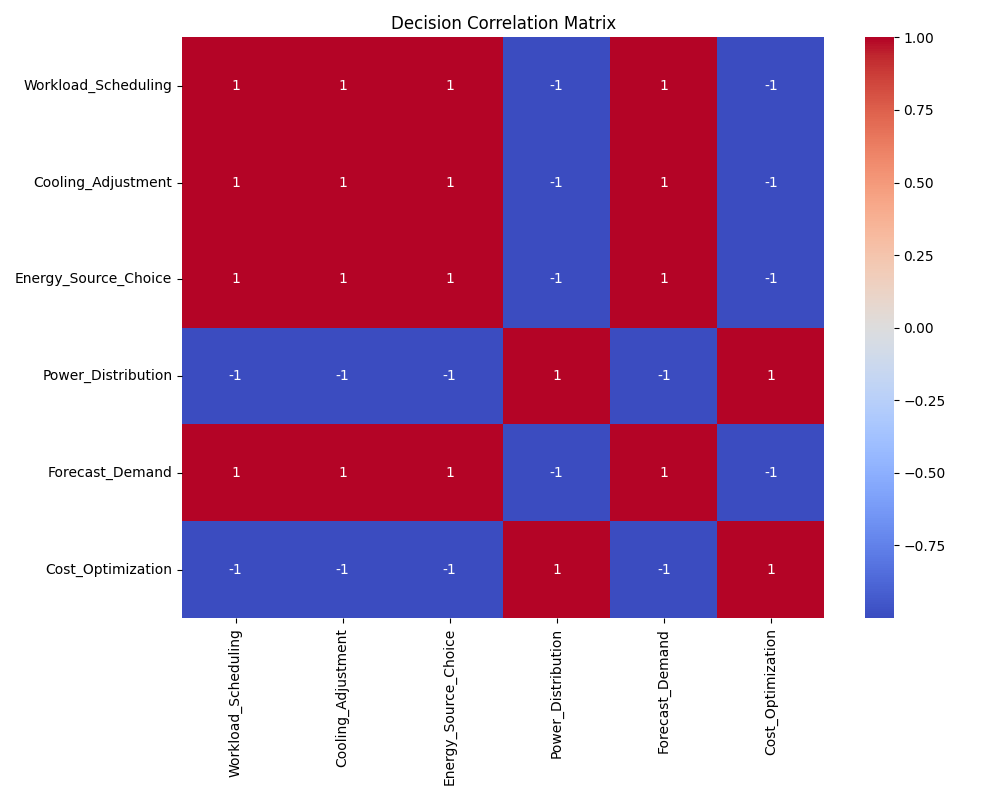 Decision Correlation Matrix
Workload_Scheduling 1 1 1 -1 1 -1
Cooling_Adjustment 1 1 1 -1 1 -1
Energy_Source_Choice 1 1 1 -1 1 -1
Power_Distribution -1 -1 -1 1 -1 1
Forecast_Demand 1 1 1 -1 1 -1
Cost_Optimization -1 -1 -1 1 -1 1
Workload_Scheduling
Cooling_Adjustment
Energy_Source_Choice
Power_Distribution
Forecast_Demand
Cost_Optimization
1.00
0.75
0.50
0.25
0.00
−0.25
−0.50
−0.75